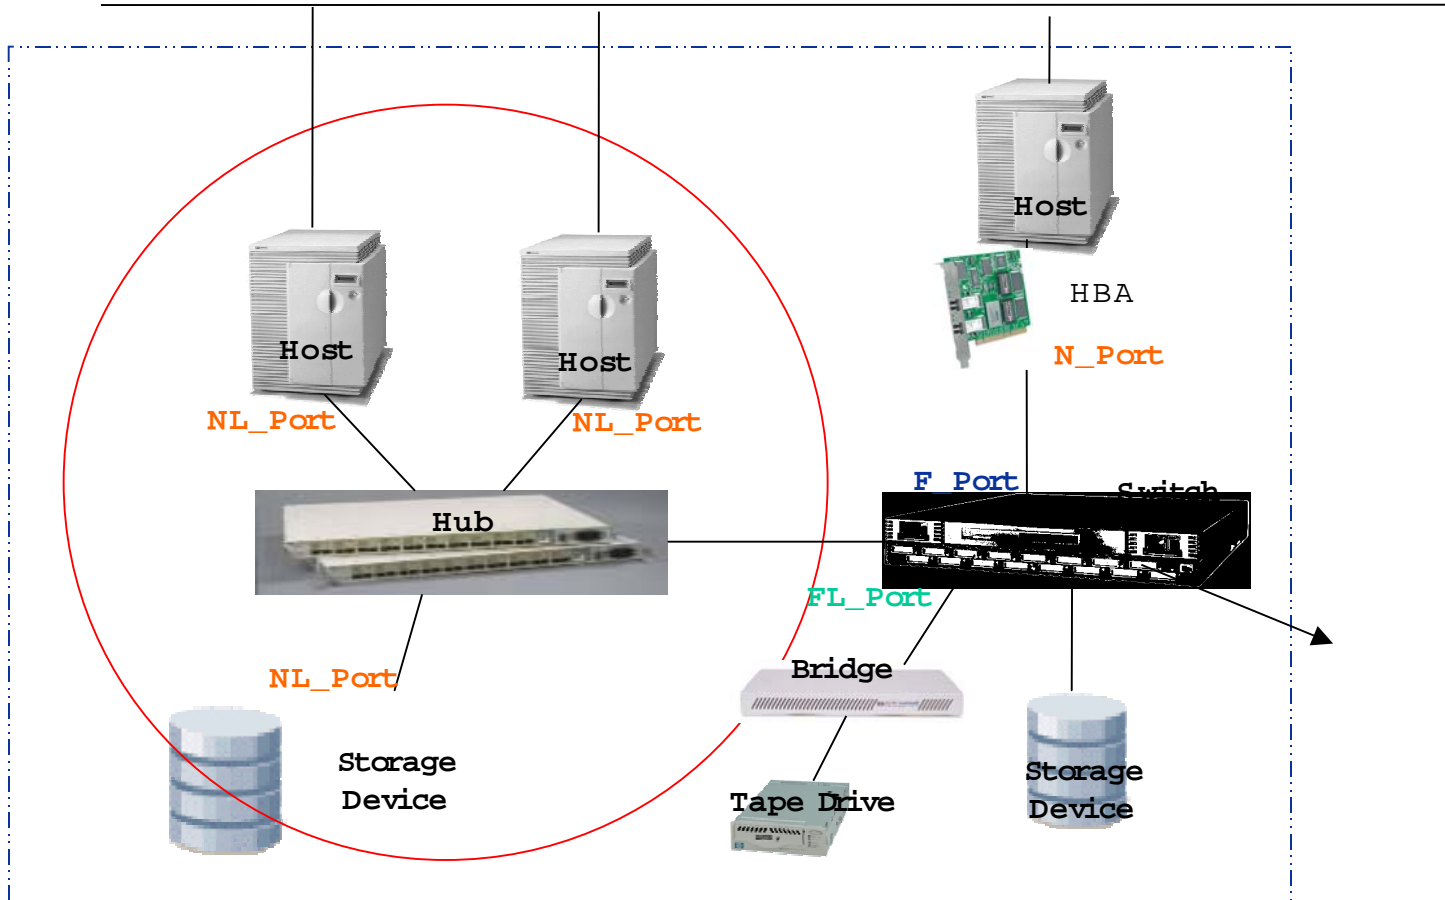 Host
HBA
N_Port
Host
Host
NL_Port
NL_Port
F_Port
Switch
Hub
FL_Port
Bridge
NL_Port
Storage
Device
Storage
Device
Tape Drive